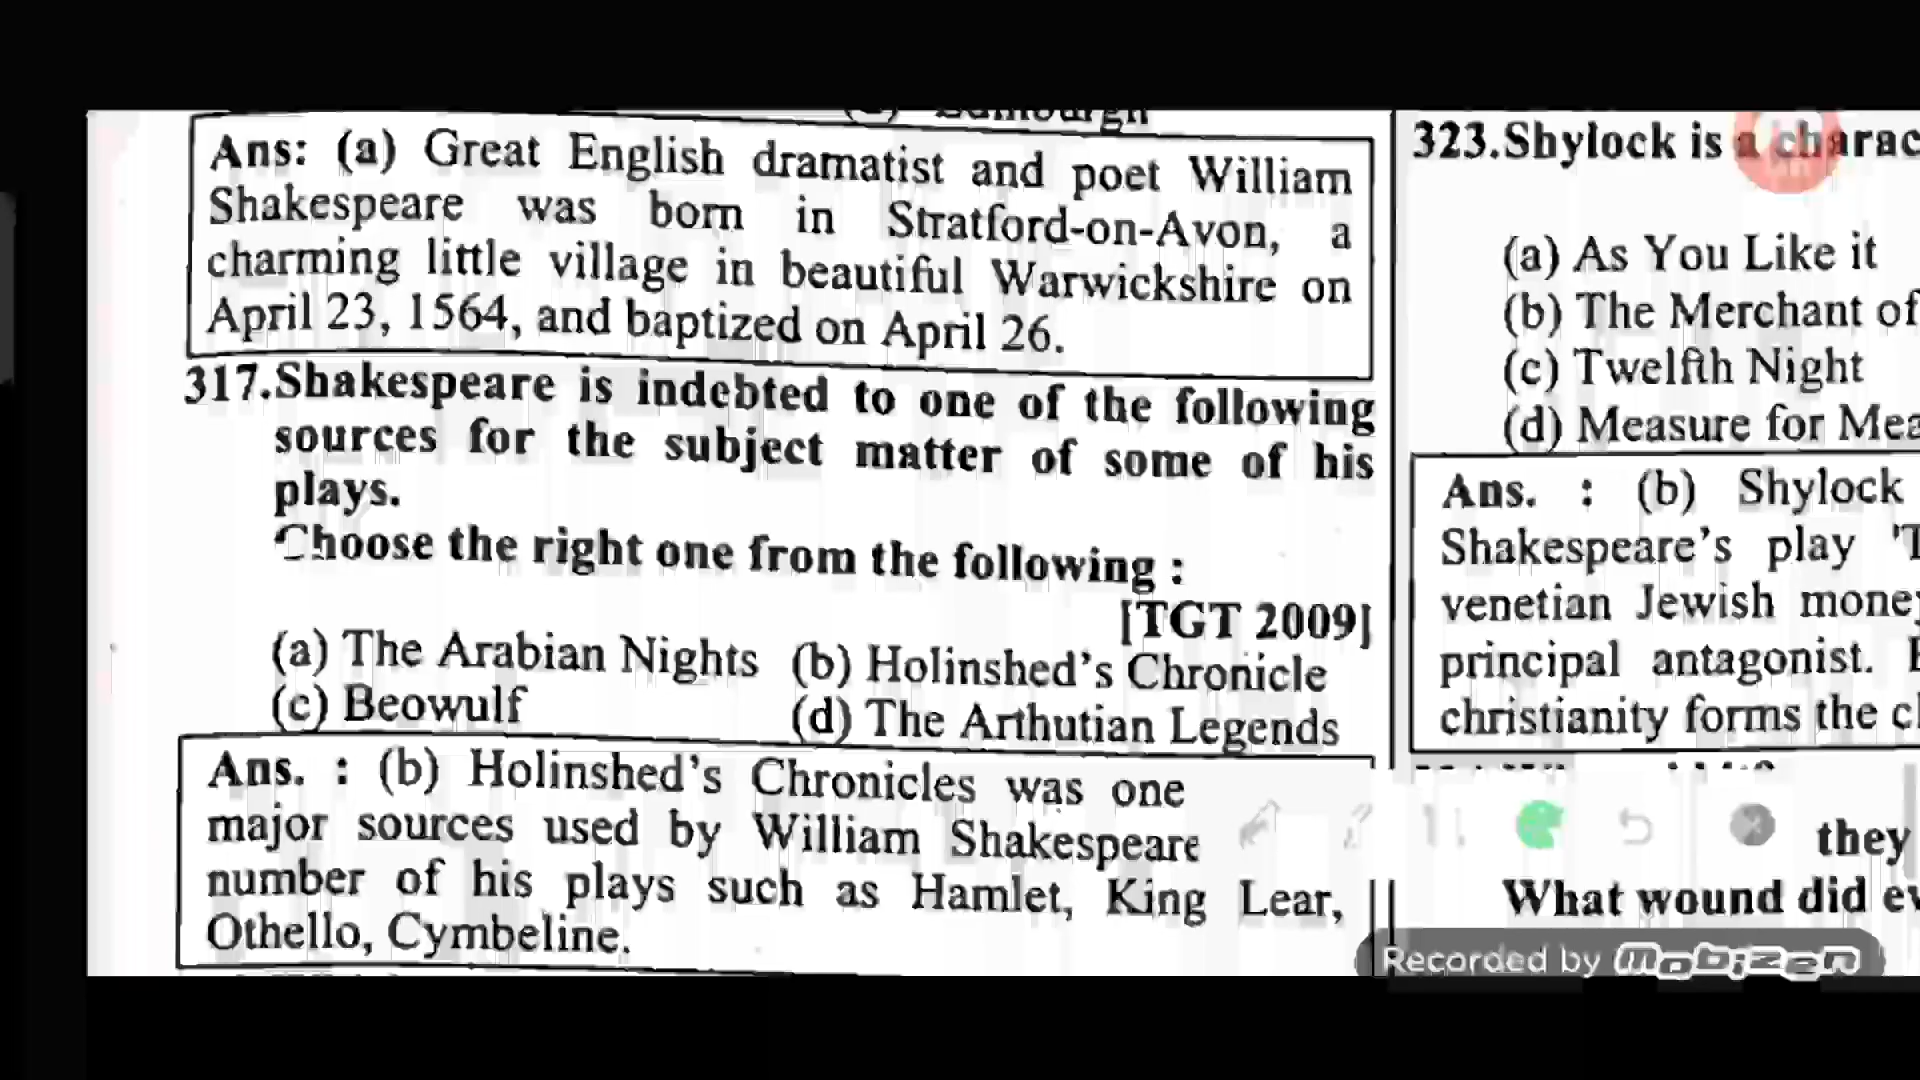 Ans: (a) Great English dramatist and poet William
Shakespeare was born in Stratford-on-Avon, a
charming little village in beautiful Warwickshire on
April 23, 1564, and baptized on April 26.
317.Shakespeare is indebted to one of the following
sources for the subject matter of some of his
plays.
Choose the right one from the following :
[TGT 2009]
(a) The Arabian Nights (b) Holinshed's Chronicle
(c) Beowulf (d) The Arthutian Legends
Ans. : (b) Holinshed's Chronicles was one
major sources used by William Shakespeare
number of his plays such as Hamlet, King Lear,
Othello, Cymbeline.
323.Shylock is a charac
(a) As You Like it
(b) The Merchant of
(c) Twelfth Night
(d) Measure for Mea
Ans. : (b) Shylock
Shakespeare's play 'T
venetian Jewish money
principal antagonist.
christianity forms the
they
What wound did ev
Recorded by Mobizen